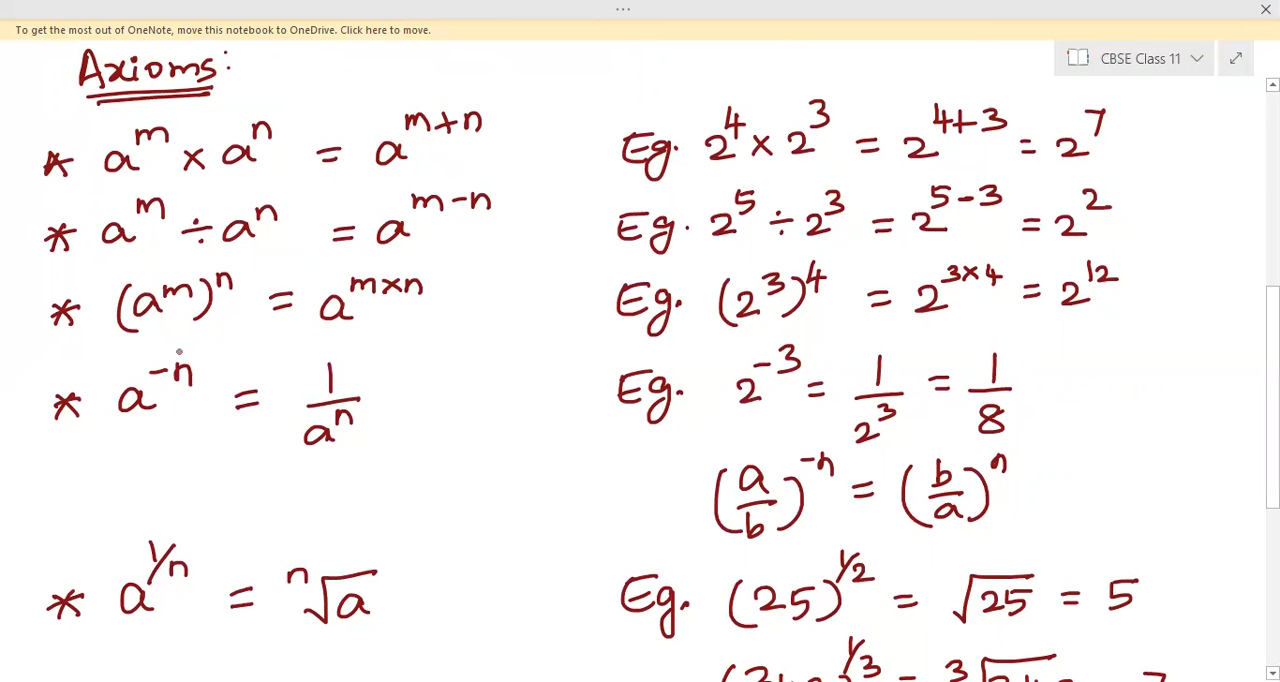 To get the most out of OneNote, move this notebook to OneDrive. Click here to move.
CBSE Class 11
Axioms:
* a^m × a^n = a^(m+n)
Eg. 2^4 × 2^3 = 2^(4+3) = 2^7
* a^m ÷ a^n = a^(m-n)
Eg. 2^5 ÷ 2^3 = 2^(5-3) = 2^2
* (a^m)^n = a^(m×n)
Eg. (2^3)^4 = 2^(3×4) = 2^12
* a^-n = 1/a^n
Eg. 2^-3 = 1/2^3 = 1/8
(a/b)^-n = (b/a)^n
* a^(1/n) = n√a
Eg. (25)^(1/2) = √25 = 5